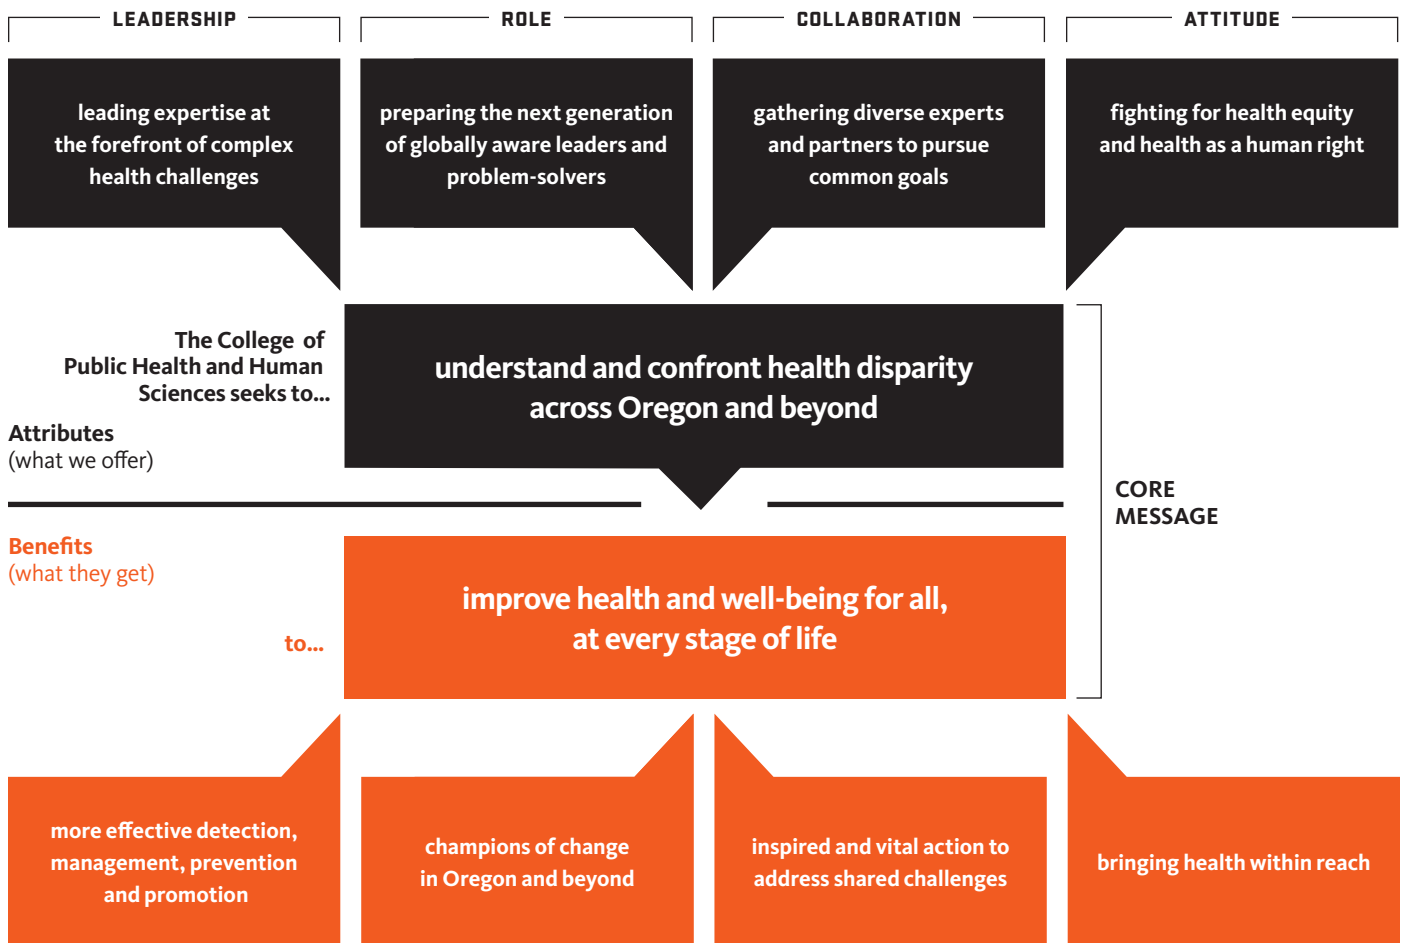 LEADERSHIP
ROLE
COLLABORATION
ATTITUDE
leading expertise at
the forefront of complex
health challenges
preparing the next generation
of globally aware leaders and
problem-solvers
gathering diverse experts
and partners to pursue
common goals
fighting for health equity
and health as a human right
The College of
Public Health and Human
Sciences seeks to...
understand and confront health disparity
across Oregon and beyond
Attributes
(what we offer)
CORE
MESSAGE
Benefits
(what they get)
to...
improve health and well-being for all,
at every stage of life
more effective detection,
management, prevention
and promotion
champions of change
in Oregon and beyond
inspired and vital action to
address shared challenges
bringing health within reach